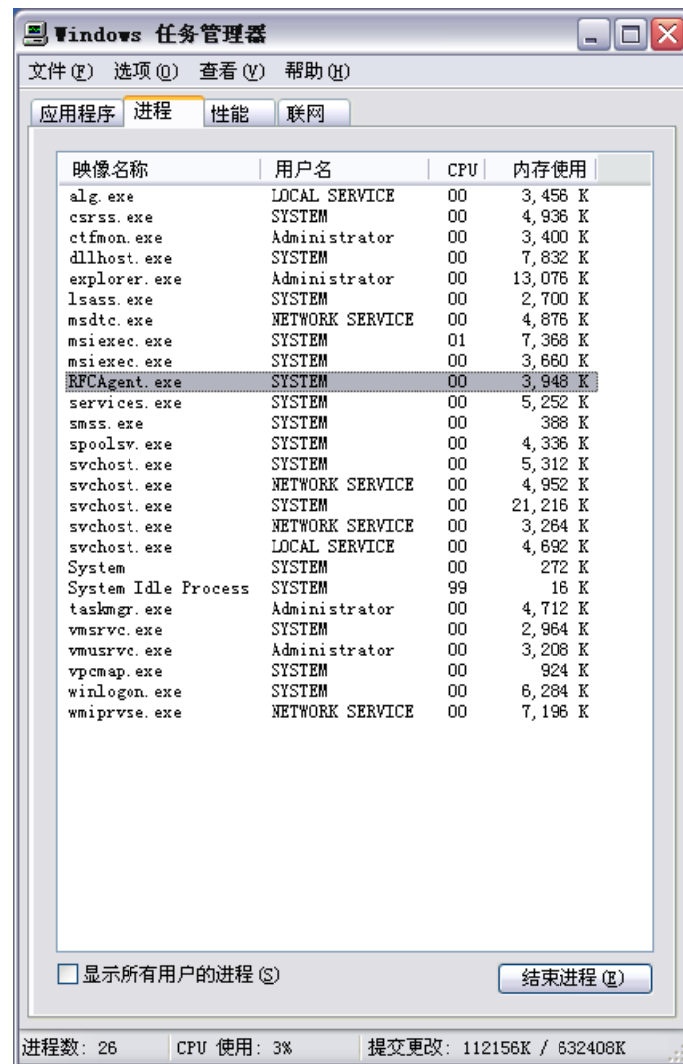 Windows 任务管理器
文件(F) 选项(O) 查看(V) 帮助(H)
应用程序 进程 性能 联网
映像名称 用户名 CPU 内存使用
alg.exe LOCAL SERVICE 00 3,456 K
csrss.exe SYSTEM 00 4,936 K
ctfmon.exe Administrator 00 3,400 K
dllhost.exe SYSTEM 00 7,832 K
explorer.exe Administrator 00 13,076 K
lsass.exe SYSTEM 00 2,700 K
msdtc.exe NETWORK SERVICE 00 4,876 K
msiexec.exe SYSTEM 01 7,368 K
msiexec.exe SYSTEM 00 3,660 K
RFCAgent.exe SYSTEM 00 3,948 K
services.exe SYSTEM 00 5,252 K
smss.exe SYSTEM 00 388 K
spoolsv.exe SYSTEM 00 4,336 K
svchost.exe SYSTEM 00 5,312 K
svchost.exe NETWORK SERVICE 00 4,952 K
svchost.exe SYSTEM 00 21,216 K
svchost.exe NETWORK SERVICE 00 3,264 K
svchost.exe LOCAL SERVICE 00 4,692 K
System SYSTEM 00 272 K
System Idle Process SYSTEM 99 16 K
taskmgr.exe Administrator 00 4,712 K
vmsrvc.exe SYSTEM 00 2,964 K
vmusrvc.exe Administrator 00 3,208 K
vpcmap.exe SYSTEM 00 924 K
winlogon.exe SYSTEM 00 6,284 K
wmiprvse.exe NETWORK SERVICE 00 7,196 K
显示所有用户的进程(S) 结束进程(E)
进程数: 26 CPU 使用: 3% 提交更改: 112156K / 632408K